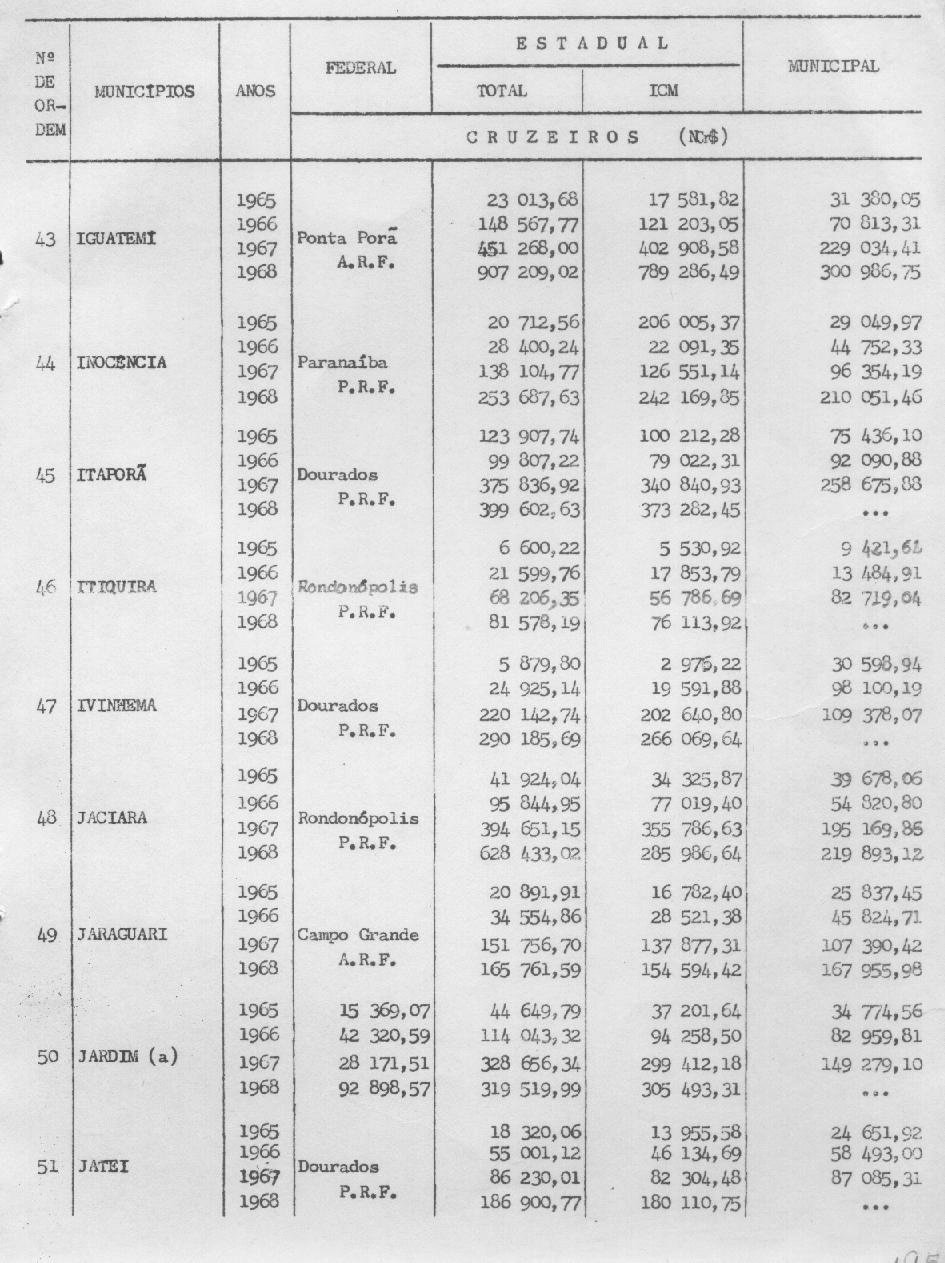 Nº DE OR- DEM MUNICÍPIOS ANOS FEDERAL E S T A D U A L MUNICIPAL
TOTAL ICM
C R U Z E I R O S (NCr$)
1965 23 013,68 17 581,82 31 380,05
1966 148 567,77 121 203,05 70 813,31
43 IGUATEMÍ 1967 Ponta Porã 451 268,00 402 908,58 229 034,41
1968 A.R.F. 907 209,02 789 286,49 300 986,75
1965 20 712,56 206 005,37 29 049,97
1966 28 400,24 22 091,35 44 752,33
44 INOCÊNCIA 1967 Paranaíba 138 104,77 126 551,14 96 354,19
1968 P.R.F. 253 687,63 242 169,85 210 051,46
1965 123 907,74 100 212,28 75 436,10
1966 99 807,22 79 022,31 92 090,88
45 ITAPORÃ 1967 Dourados 375 836,92 340 840,93 258 675,88
1968 P.R.F. 399 602,63 373 282,45 ...
1965 6 600,22 5 530,92 9
1966 21 599,76 17 853,79 13 484,91
46 ITIQUIRA 1967 Rondonópolis 68 206,35 56 786,69 82 719,04
1968 P.R.F. 81 578,19 76 113,92 ...
1965 5 879,80 2 976,22 30 598,94
1966 24 925,14 19 591,88 98 100,19
47 IVINHEMA 1967 Dourados 220 142,74 202 640,80 109 378,07
1968 P.R.F. 290 185,69 266 069,64 ...
1965 41 924,04 34 325,87 39 678,06
1966 95 844,95 77 019,40 54 820,80
48 JACIARA 1967 Rondonópolis 394 651,15 355 786,63 195 169,86
1968 P.R.F. 628 433,02 285 986,64 219 893,12
1965 20 891,91 16 782,40 25 837,45
1966 34 554,86 28 521,38 45 824,71
49 JARAGUARI 1967 Campo Grande 151 756,70 137 877,31 107 390,42
1968 A.R.F. 165 761,59 154 594,42 167 955,98
1965 15 369,07 44 649,79 37 201,64 34 774,56
1966 42 320,59 114 043,32 94 258,50 82 959,81
50 JARDIM (a) 1967 28 171,51 328 656,34 299 412,18 149 279,10
1968 92 898,57 319 519,99 305 493,31 ...
1965 18 320,06 13 955,58 24 651,92
1966 55 001,12 46 134,69 58 493,00
51 JATEI 1967 Dourados 86 230,01 82 304,48 87 085,31
1968 P.R.F. 186 900,77 180 110,75 ...